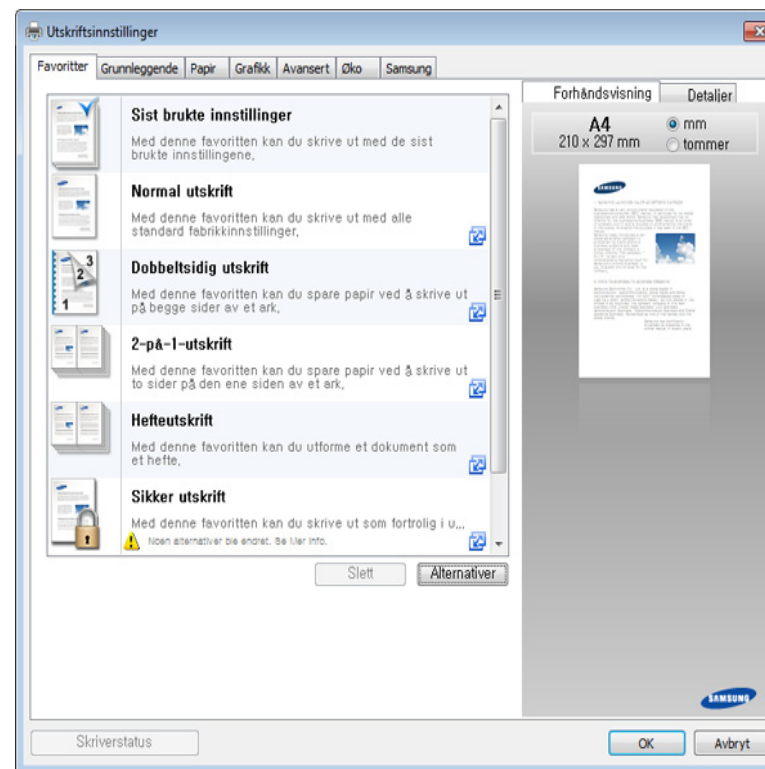 Utskriftsinnstillinger
Favoritter Grunnleggende Papir Grafikk Avansert Øko Samsung
Sist brukte innstillinger
Med denne favoritten kan du skrive ut med de sist
brukte innstillingene,
Normal utskrift
Med denne favoritten kan du skrive ut med alle
standard fabrikkinnstillinger,
3
2
1
Dobbeltsidig utskrift
Med denne favoritten kan du spare papir ved å skrive ut
på begge sider av et ark,
2-på-1-utskrift
Med denne favoritten kan du spare papir ved å skrive ut
to sider på den ene siden av et ark,
Hefteutskrift
Med denne favoritten kan du utforme et dokument som
et hefte,
Sikker utskrift
Med denne favoritten kan du skrive ut som fortrolig i u...
Noen alternativer ble endret. Se Mer info.
Slett Alternativer
Forhåndsvisning Detaljer
A4
210 x 297 mm
mm
tommer
SAMSUNG
SAMSUNG
Skriverstatus OK Avbryt